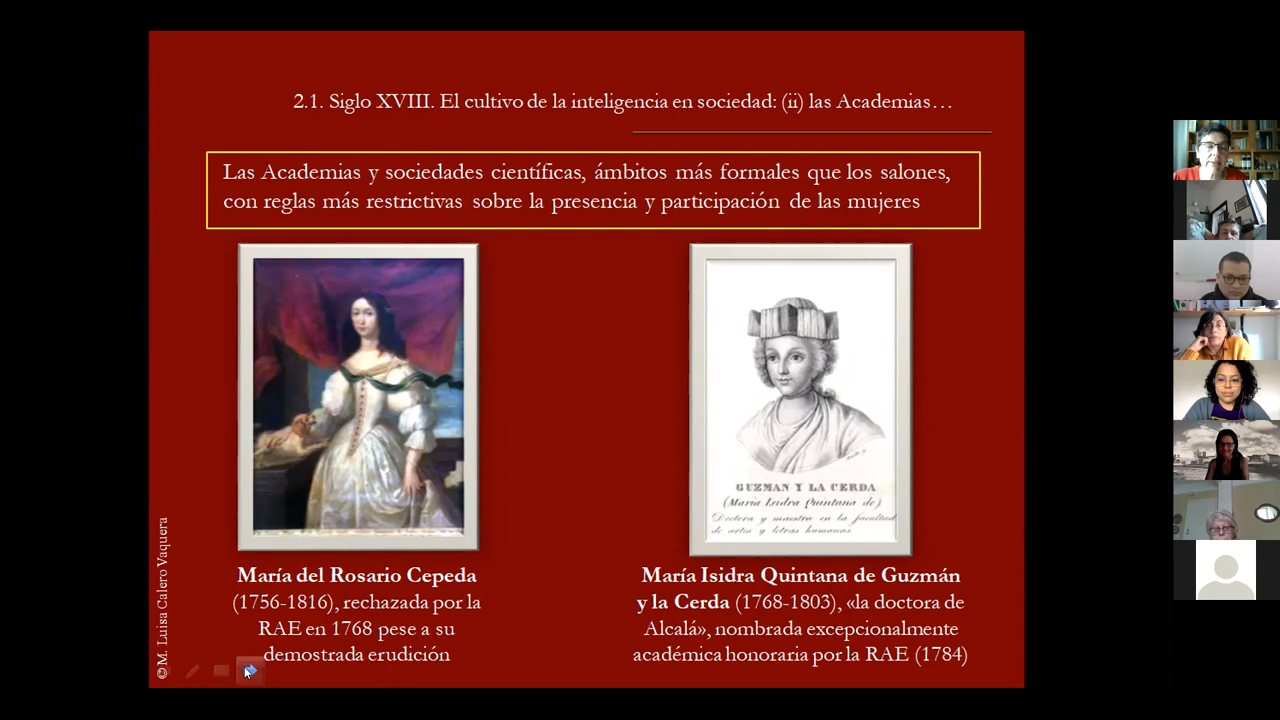 2.1. Siglo XVIII. El cultivo de la inteligencia en sociedad: (ii) las Academias…
Las Academias y sociedades científicas, ámbitos más formales que los salones,
con reglas más restrictivas sobre la presencia y participación de las mujeres
GUZMAN Y LA CERDA
(María Isidra Quintana de)
Doctora y maestra en la facultad
de artes y letras humanas
María del Rosario Cepeda
(1756-1816), rechazada por la
RAE en 1768 pese a su
demostrada erudición
María Isidra Quintana de Guzmán
y la Cerda (1768-1803), «la doctora de
Alcalá», nombrada excepcionalmente
académica honoraria por la RAE (1784)
©M. Luisa Calero Vaquera